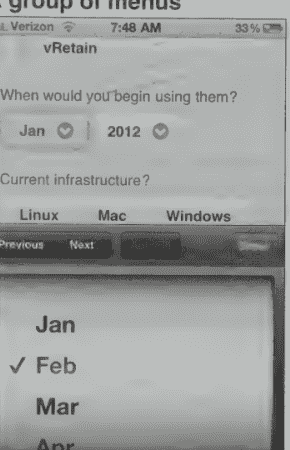 group of menus
Verizon 7:48 AM 33%
vRetain
When would you begin using them?
Jan 2012
Current infrastructure?
Linux Mac Windows
Previous Next
Jan
✓ Feb
Mar
Apr